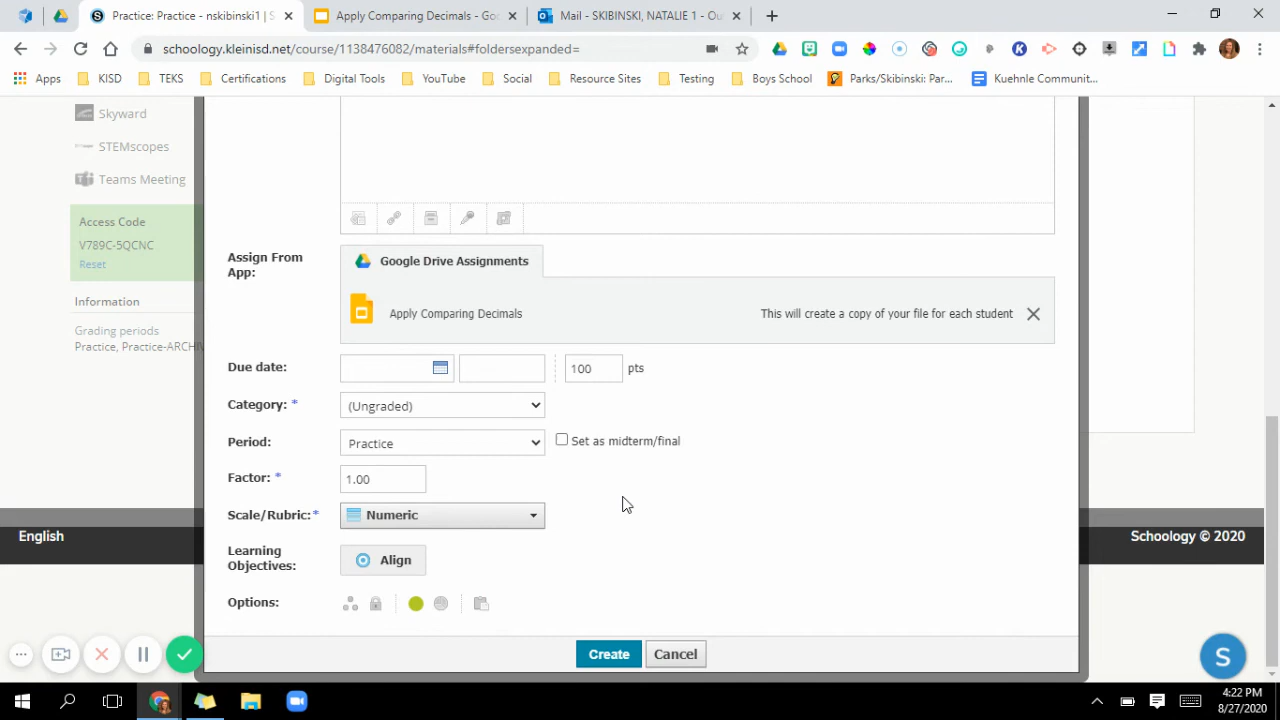 Practice: Practice - nskibinski1 | S
Apply Comparing Decimals - Goo
Mail - SKIBINSKI, NATALIE 1 - Ou
schoology.kleinisd.net/course/1138476082/materials#foldersexpanded=
Apps
KISD
TEKS
Certifications
Digital Tools
YouTube
Social
Resource Sites
Testing
Boys School
Parks/Skibinski: Par...
Kuehnle Communit...
Skyward
STEMscopes
Teams Meeting
Access Code
V789C-5QCNC
Reset
Information
Grading periods
Practice, Practice-ARCHIV
Assign From
App:
Google Drive Assignments
Apply Comparing Decimals
This will create a copy of your file for each student
Due date:
100 pts
Category: *
(Ungraded)
Period:
Practice
Set as midterm/final
Factor: *
1.00
Scale/Rubric:*
Numeric
Learning
Objectives:
Align
Options:
Create
Cancel
English
Schoology © 2020
S
4:22 PM
8/27/2020